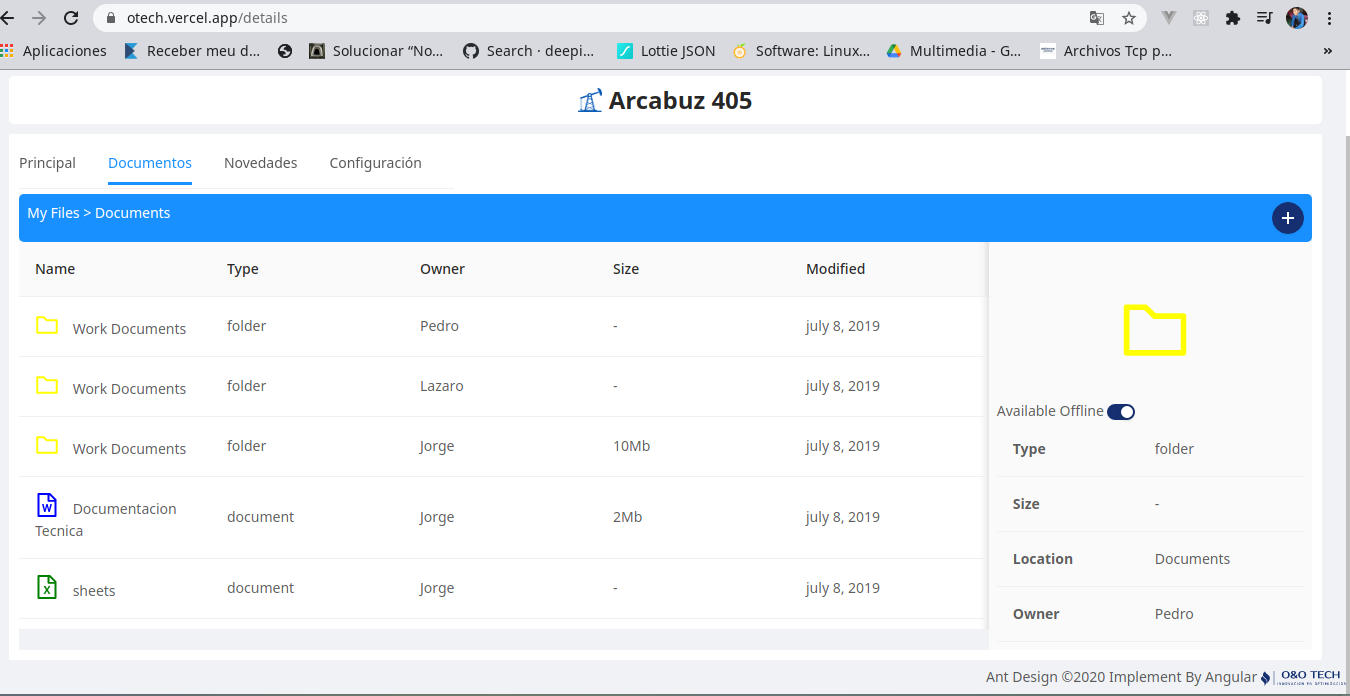 otech.vercel.app/details
Aplicaciones Receber meu d... Solucionar “No... Search · deepi... Lottie JSON Software: Linux... Multimedia - G... Archivos Tcp p... »
Arcabuz 405
Principal Documentos Novedades Configuración
My Files > Documents
Name Type Owner Size Modified
Work Documents folder Pedro - july 8, 2019
Work Documents folder Lazaro - july 8, 2019
Work Documents folder Jorge 10Mb july 8, 2019
W Documentacion
Tecnica document Jorge 2Mb july 8, 2019
X sheets document Jorge - july 8, 2019
Available Offline
Type folder
Size -
Location Documents
Owner Pedro
Ant Design ©2020 Implement By Angular O&O TECH